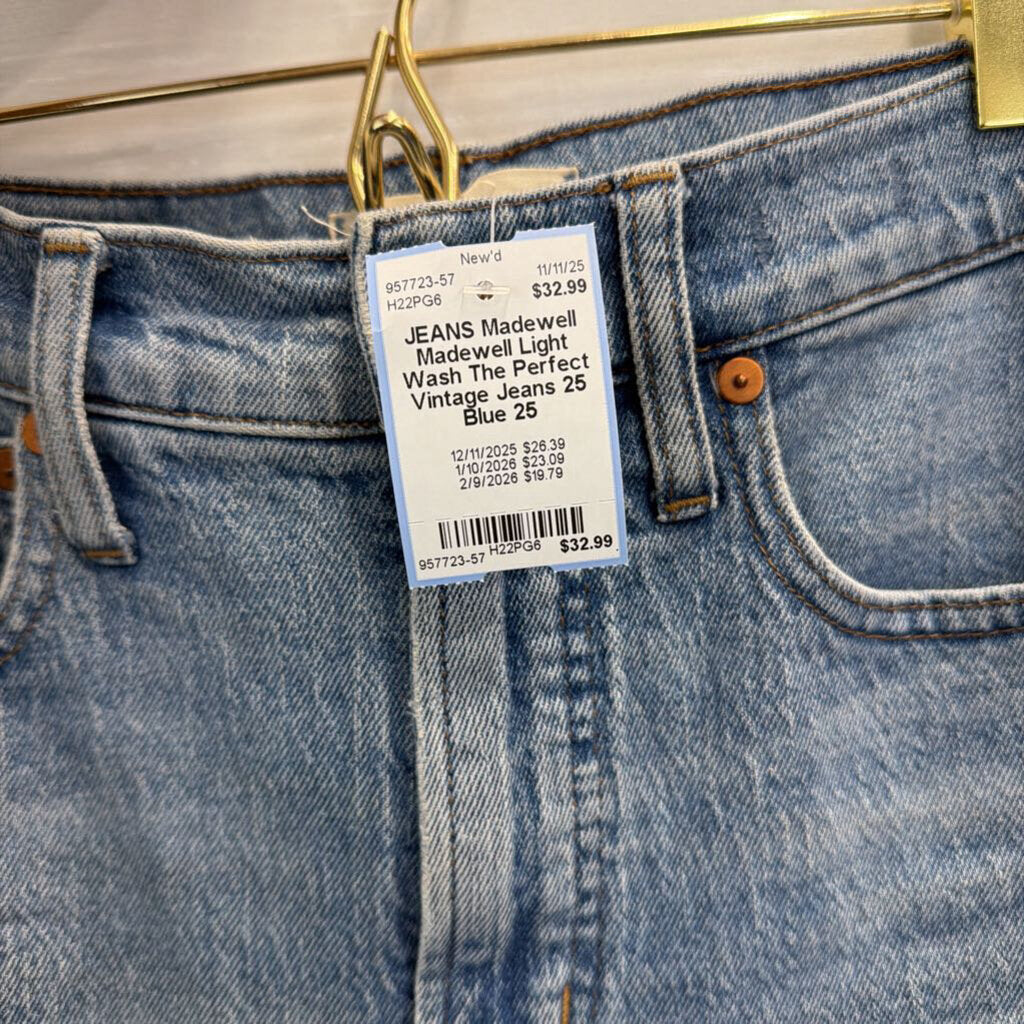 New'd
957723-57 11/11/25
H22PG6 $32.99
JEANS Madewell
Madewell Light
Wash The Perfect
Vintage Jeans 25
Blue 25
12/11/2025 $26.39
1/10/2026 $23.09
2/9/2026 $19.79
957723-57 H22PG6 $32.99